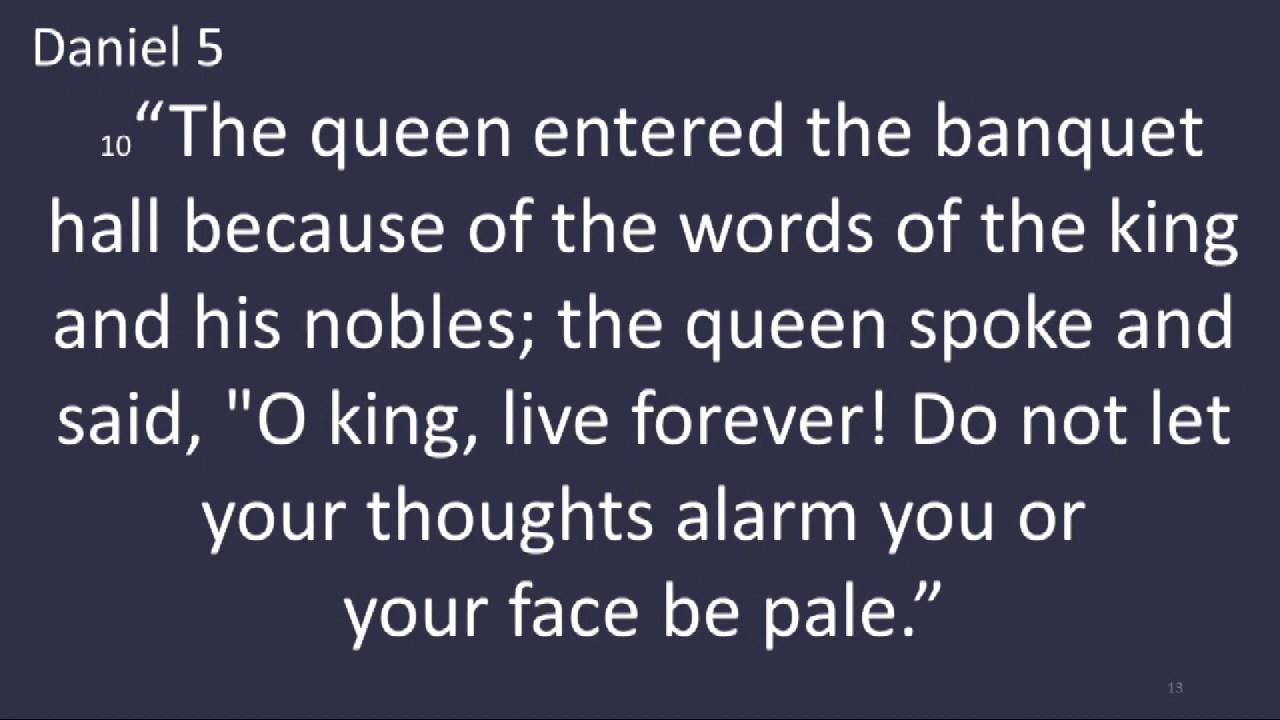 Daniel 5
10“The queen entered the banquet
hall because of the words of the king
and his nobles; the queen spoke and
said, "O king, live forever! Do not let
your thoughts alarm you or
your face be pale.”
13